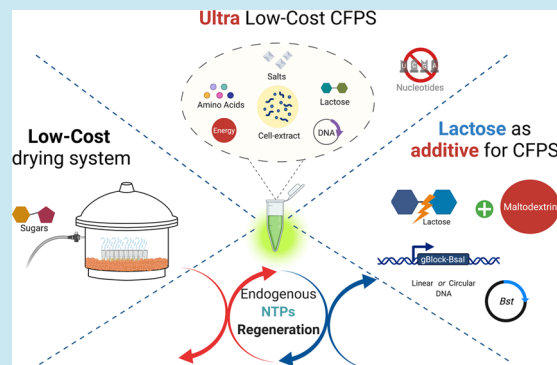 Ultra Low-Cost CFPS
Salts
Amino Acids
Lactose
Cell-extract
Energy
DNA
Nucleotides
Low-Cost
drying system
Sugars
Lactose as
additive for CFPS
Lactose
Maltodextrin
gBlock-BsaI
Linear or Circular
DNA
Bst
Endogenous
NTPs
Regeneration